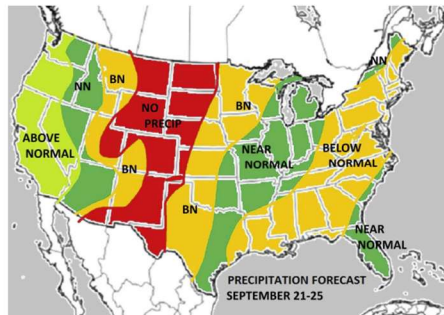 NN
BN
NN
NO
PRECIP
BN
ABOVE
NORMAL
NEAR
NORMAL
BELOW
NORMAL
BN
BN
NEAR
NORMAL
PRECIPITATION FORECAST
SEPTEMBER 21-25